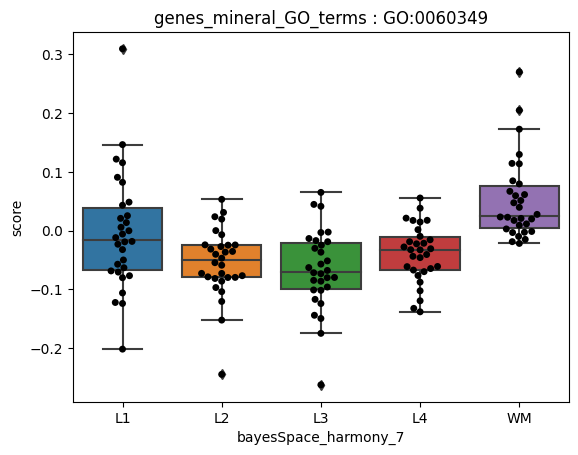 genes_mineral_GO_terms : GO:0060349
score
0.3
0.2
0.1
0.0
−0.1
−0.2
L1 L2 L3 L4 WM
bayesSpace_harmony_7